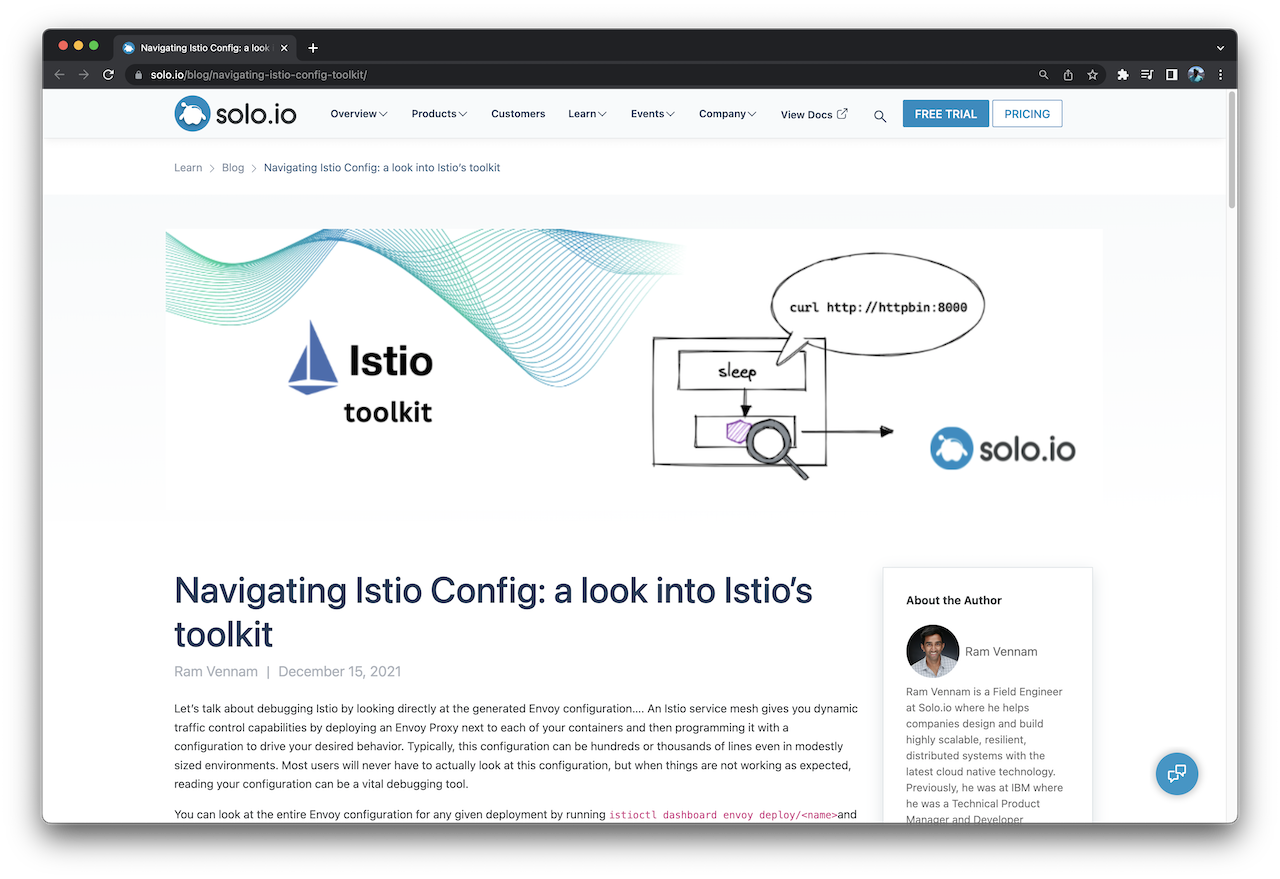 Navigating Istio Config: a look
solo.io/blog/navigating-istio-config-toolkit/
solo.io
Overview
Products
Customers
Learn
Events
Company
View Docs
FREE TRIAL
PRICING
Learn > Blog > Navigating Istio Config: a look into Istio’s toolkit
Istio
toolkit
curl http://httpbin:8000
sleep
solo.io
Navigating Istio Config: a look into Istio’s
toolkit
Ram Vennam | December 15, 2021
Let’s talk about debugging Istio by looking directly at the generated Envoy configuration.... An Istio service mesh gives you dynamic
traffic control capabilities by deploying an Envoy Proxy next to each of your containers and then programming it with a
configuration to drive your desired behavior. Typically, this configuration can be hundreds or thousands of lines even in modestly
sized environments. Most users will never have to actually look at this configuration, but when things are not working as expected,
reading your configuration can be a vital debugging tool.
You can look at the entire Envoy configuration for any given deployment by running istioctl dashboard envoy deploy/<name>and
About the Author
Ram Vennam
Ram Vennam is a Field Engineer
at Solo.io where he helps
companies design and build
highly scalable, resilient,
distributed systems with the
latest cloud native technology.
Previously, he was at IBM where
he was a Technical Product
Manager and Developer